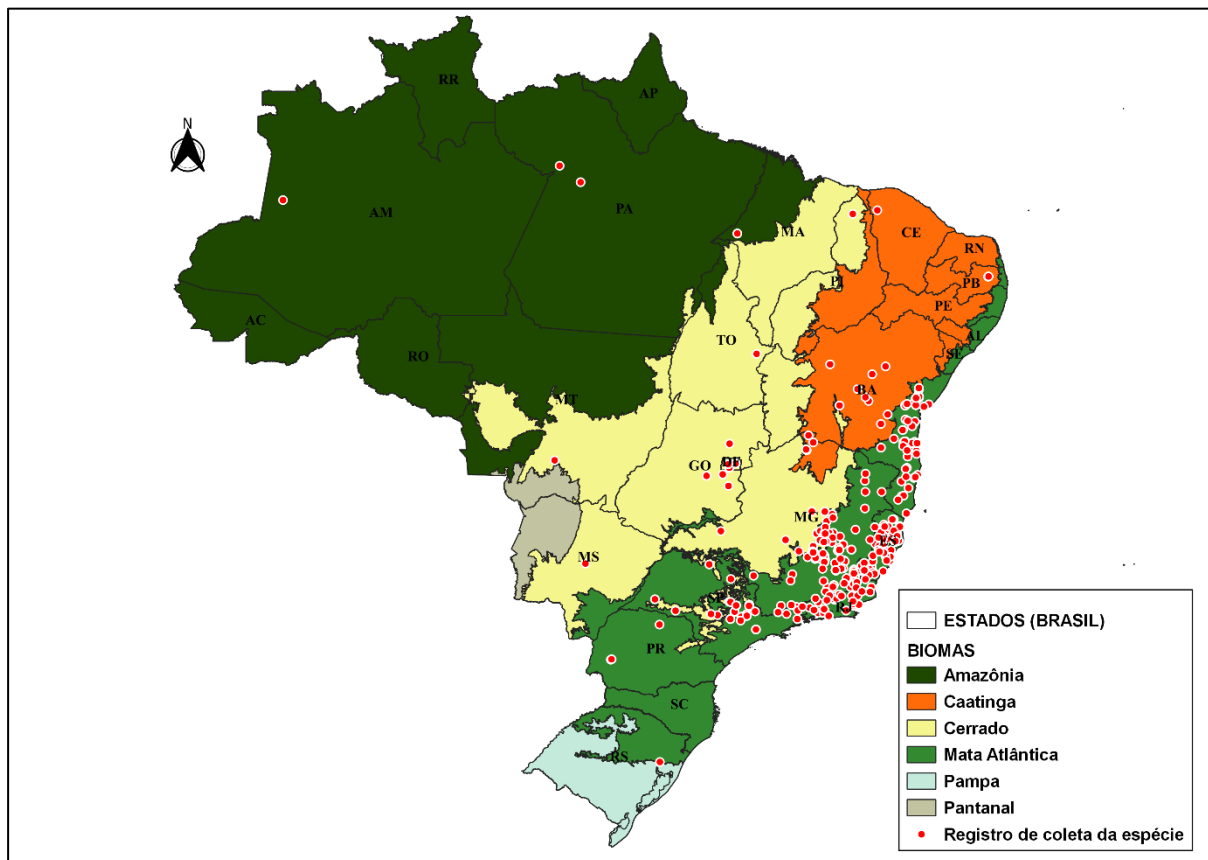 N
RR
AP
AM
PA
MA
CE
RN
PI
PB
PE
AC
TO
AL
RO
SE
BA
MT
GO
DF
MG
ES
MS
SP
RJ
PR
SC
RS
ESTADOS (BRASIL)
BIOMAS
Amazônia
Caatinga
Cerrado
Mata Atlântica
Pampa
Pantanal
Registro de coleta da espécie